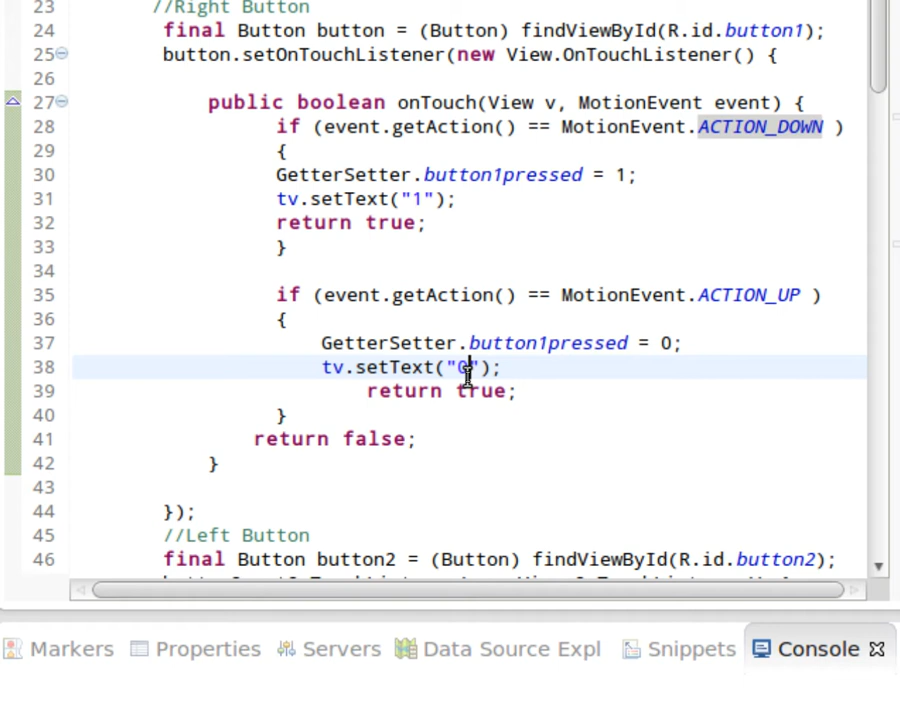 23 //Right Button
24 final Button button = (Button) findViewById(R.id.button1);
25 button.setOnTouchListener(new View.OnTouchListener() {
26
27 public boolean onTouch(View v, MotionEvent event) {
28 if (event.getAction() == MotionEvent.ACTION_DOWN )
29 {
30 GetterSetter.button1pressed = 1;
31 tv.setText("1");
32 return true;
33 }
34
35 if (event.getAction() == MotionEvent.ACTION_UP )
36 {
37 GetterSetter.button1pressed = 0;
38 tv.setText("0");
39 return true;
40 }
41 return false;
42 }
43
44 });
45 //Left Button
46 final Button button2 = (Button) findViewById(R.id.button2);
Markers Properties Servers Data Source Expl Snippets Console